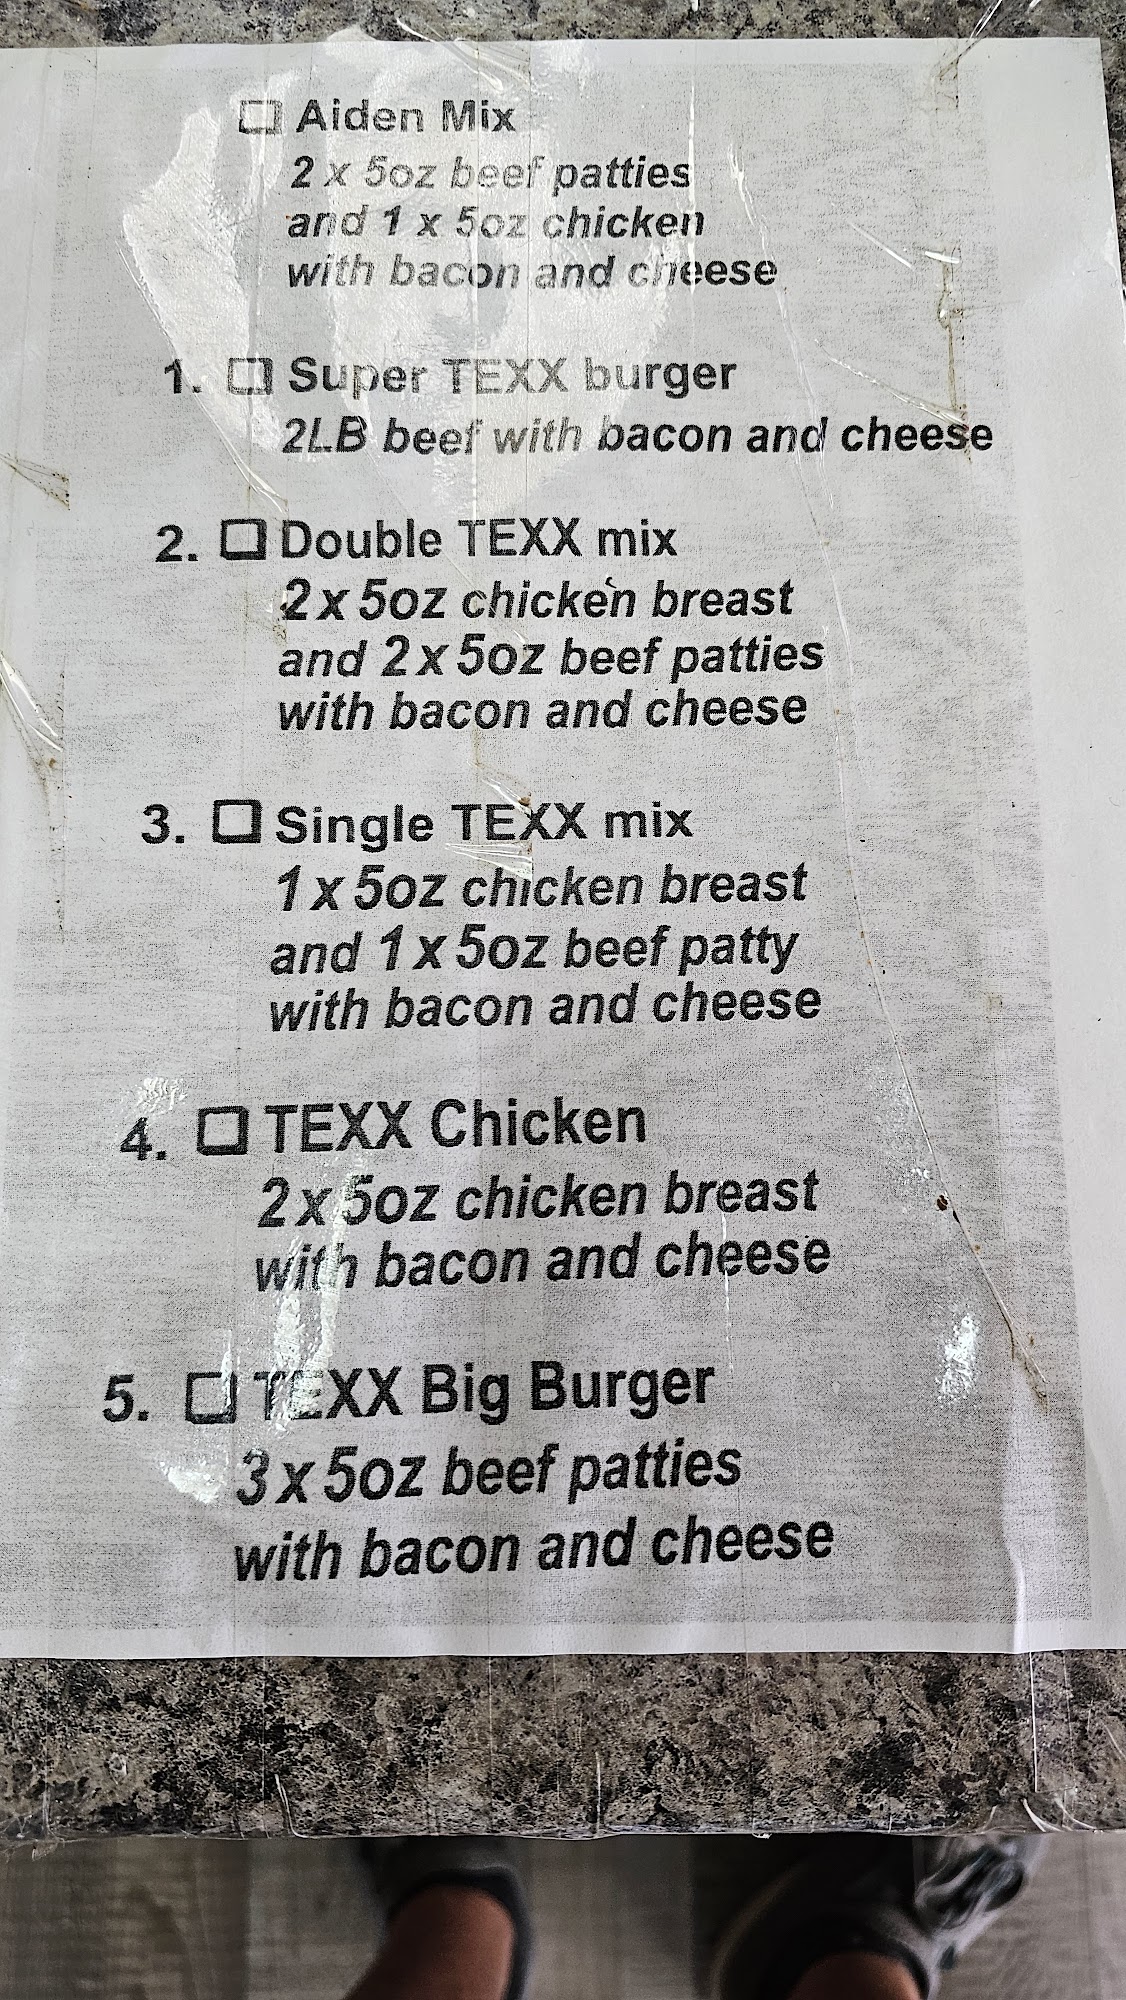 ☐ Aiden Mix
2 x 5oz beef patties
and 1 x 5oz chicken
with bacon and cheese
1. ☐ Super TEXX burger
2LB beef with bacon and cheese
2. ☐ Double TEXX mix
2 x 5oz chicken breast
and 2 x 5oz beef patties
with bacon and cheese
3. ☐ Single TEXX mix
1 x 5oz chicken breast
and 1 x 5oz beef patty
with bacon and cheese
4. ☐ TEXX Chicken
2 x 5oz chicken breast
with bacon and cheese
5. ☐ TEXX Big Burger
3 x 5oz beef patties
with bacon and cheese